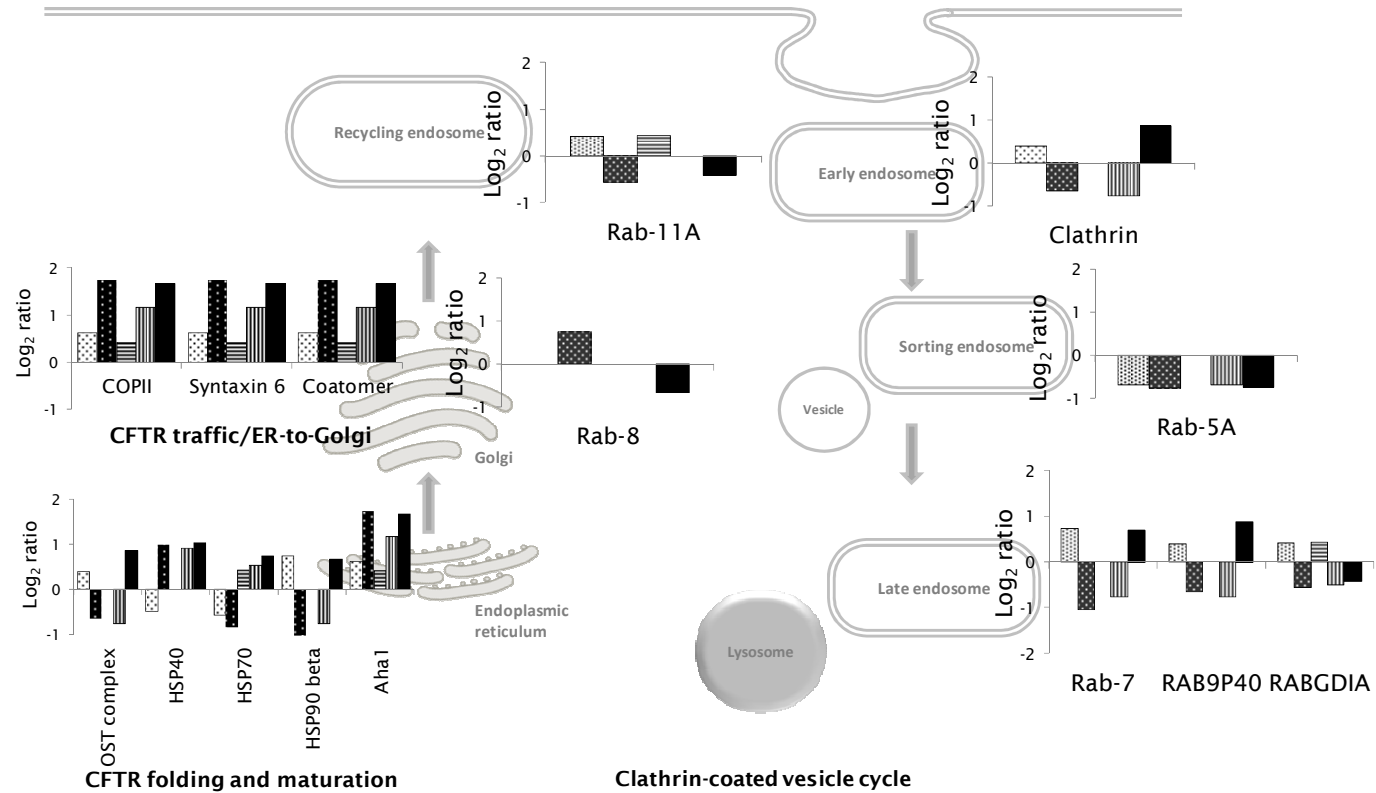 2
1
0
-1
Log2 ratio
Recycling endosome
Rab-11A
2
1
0
-1
Log2 ratio
Early endosome
Clathrin
2
1
0
-1
Log2 ratio
COPII Syntaxin 6 Coatomer
CFTR traffic/ER-to-Golgi
2
1
0
-1
Log2 ratio
Rab-8
Golgi
2
1
0
-1
Log2 ratio
Sorting endosome
Vesicle
Rab-5A
2
1
0
-1
Log2 ratio
OST complex
HSP40
HSP70
HSP90 beta
Aha1
CFTR folding and maturation
Endoplasmic
reticulum
2
1
0
-1
-2
Log2 ratio
Late endosome
Lysosome
Rab-7 RAB9P40 RABGDIA
Clathrin-coated vesicle cycle